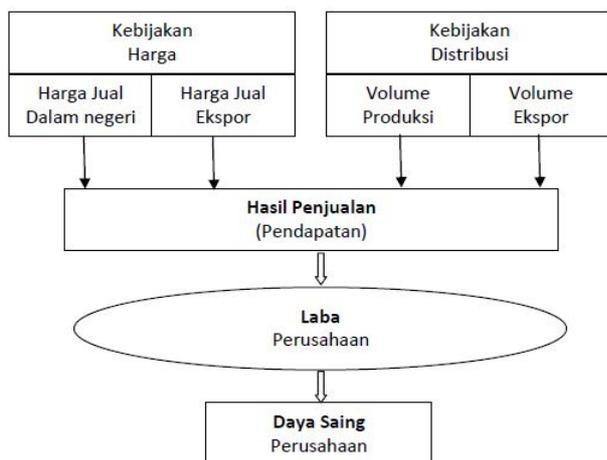 Kebijakan
Harga
Kebijakan
Distribusi
Harga Jual
Dalam negeri
Harga Jual
Ekspor
Volume
Produksi
Volume
Ekspor
Hasil Penjualan
(Pendapatan)
Laba
Perusahaan
Daya Saing
Perusahaan